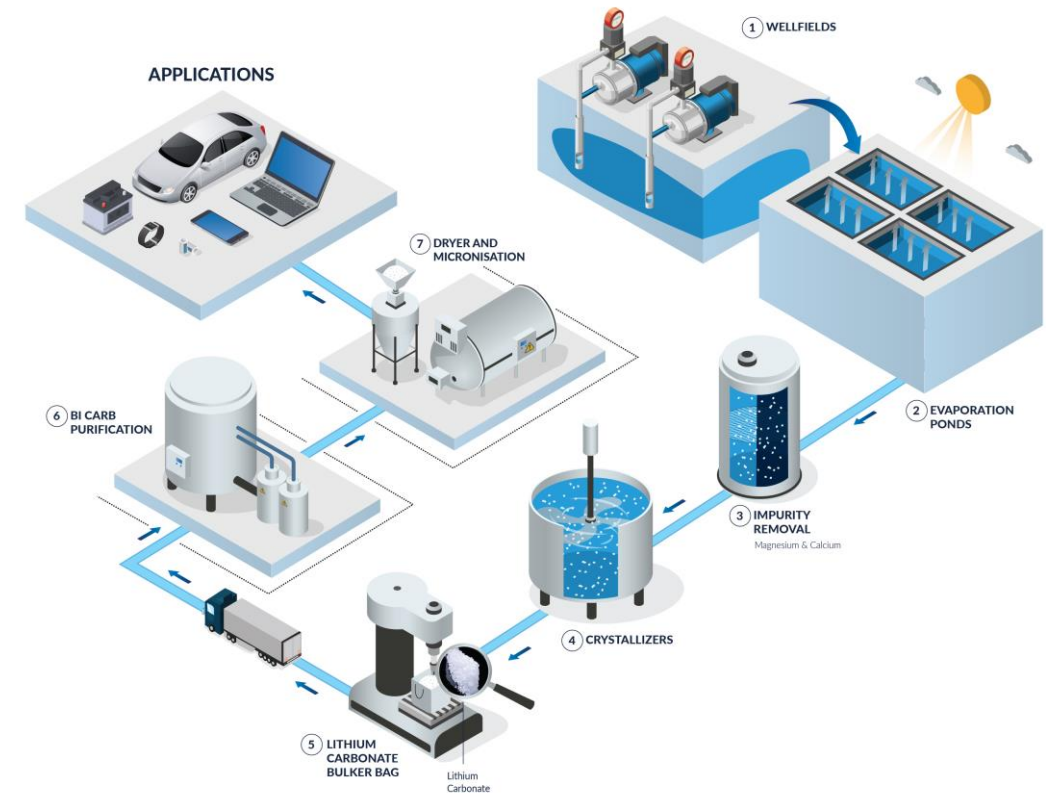 APPLICATIONS
1 WELLFIELDS
2 EVAPORATION
PONDS
3 IMPURITY
REMOVAL
Magnesium & Calcium
4 CRYSTALLIZERS
5 LITHIUM
CARBONATE
BULKER BAG
Lithium
Carbonate
6 BI CARB
PURIFICATION
7 DRYER AND
MICRONISATION